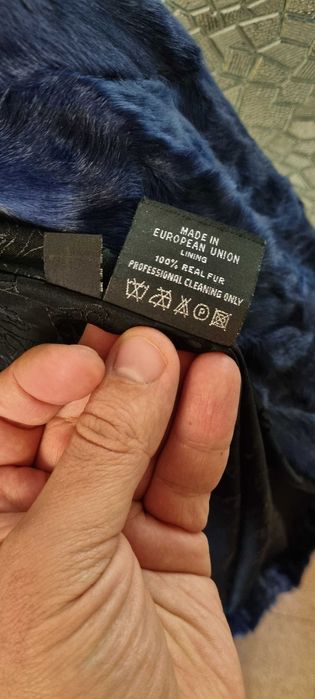 MADE IN
EUROPEAN UNION
LINING
100% REAL FUR
PROFESSIONAL CLEANING ONLY
P